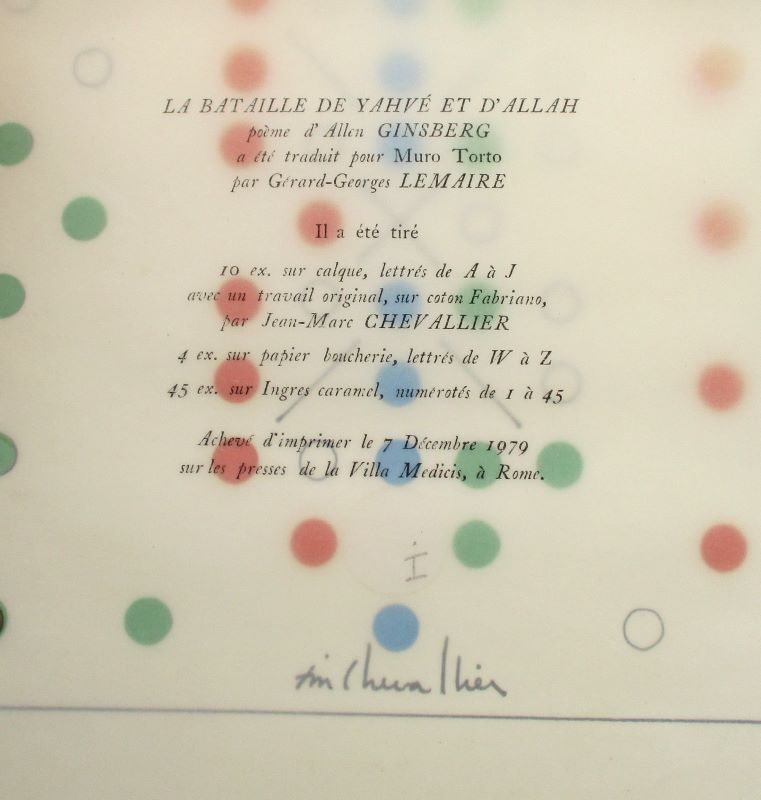 LA BATAILLE DE YAHVÉ ET D'ALLAH
poème d'Allen GINSBERG
a été traduit pour Muro Torto
par Gérard-Georges LEMAIRE
Il a été tiré
10 ex. sur calque, lettrés de A à J
avec un travail original, sur coton Fabriano,
par Jean-Marc CHEVALLIER
4 ex. sur papier boucherie, lettrés de W à Z
45 ex. sur Ingres caramel, numérotés de 1 à 45
Achevé d'imprimer le 7 Décembre 1979
sur les presses de la Villa Medicis, à Rome.
I
Chevallier